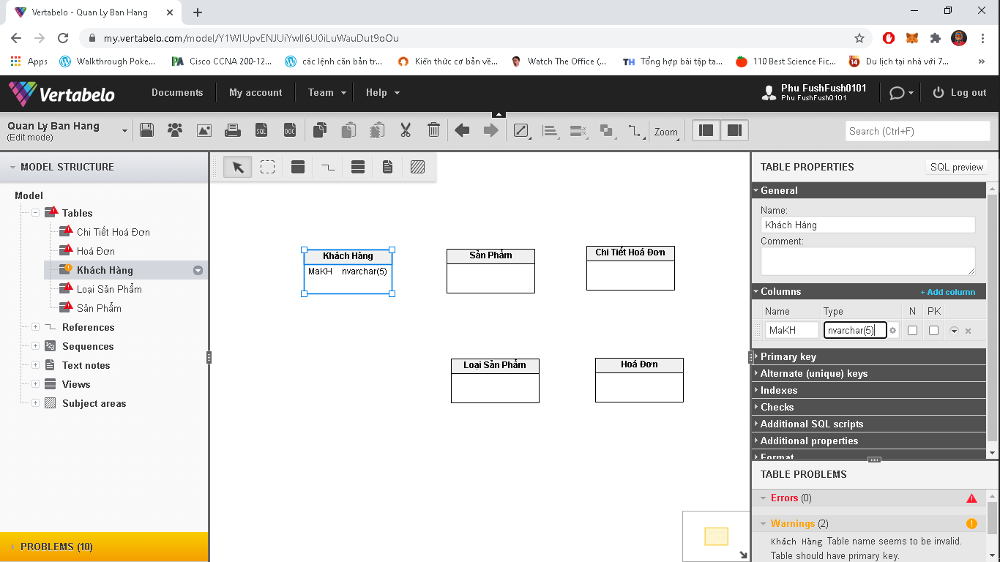 Vertabelo - Quan Ly Ban Hang
my.vertabelo.com/model/Y1WlUpvENJUiYwlI6U0iLuWauDut9oOu
Apps
Walkthrough Poke...
Cisco CCNA 200-12...
các lệnh căn bản tr...
Kiến thức cơ bản về...
Watch The Office (...
TH Tổng hợp bài tập ta...
110 Best Science Fic...
Du lịch tại nhà với 7...
»
Vertabelo
Documents
My account
Team
Help
Phu FushFush0101
Phu FushFush0101
Log out
Quan Ly Ban Hang
(Edit mode)
SQL
DOC
Zoom
Search (Ctrl+F)
MODEL STRUCTURE
Model
Tables
Chi Tiết Hoá Đơn
Hoá Đơn
Khách Hàng
Loại Sản Phẩm
Sản Phẩm
References
123 Sequences
Text notes
Views
Subject areas
PROBLEMS (10)
Khách Hàng
MaKH nvarchar(5)
Sản Phẩm
Chi Tiết Hoá Đơn
Loại Sản Phẩm
Hoá Đơn
TABLE PROPERTIES
SQL preview
General
Name:
Khách Hàng
Comment:
Columns
+ Add column
Name Type N PK
MaKH nvarchar(5)
Primary key
Alternate (unique) keys
Indexes
Checks
Additional SQL scripts
Additional properties
Format
TABLE PROBLEMS
Errors (0)
Warnings (2)
Khách Hàng Table name seems to be invalid.
Table should have primary key.